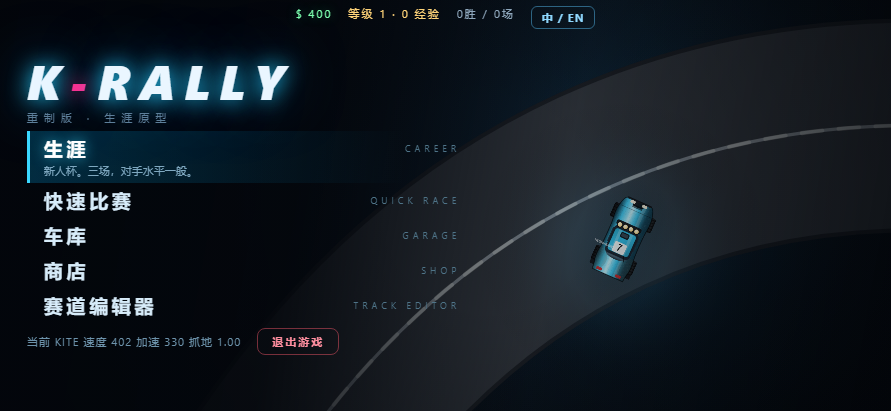 $ 400 等级 1 · 0 经验 0胜 / 0场 中 / EN
K-RALLY
重制版 · 生涯原型
生涯 CAREER
新人杯。三场，对手水平一般。
快速比赛 QUICK RACE
车库 GARAGE
商店 SHOP
赛道编辑器 TRACK EDITOR
当前 KITE 速度 402 加速 330 抓地 1.00 退出游戏
7